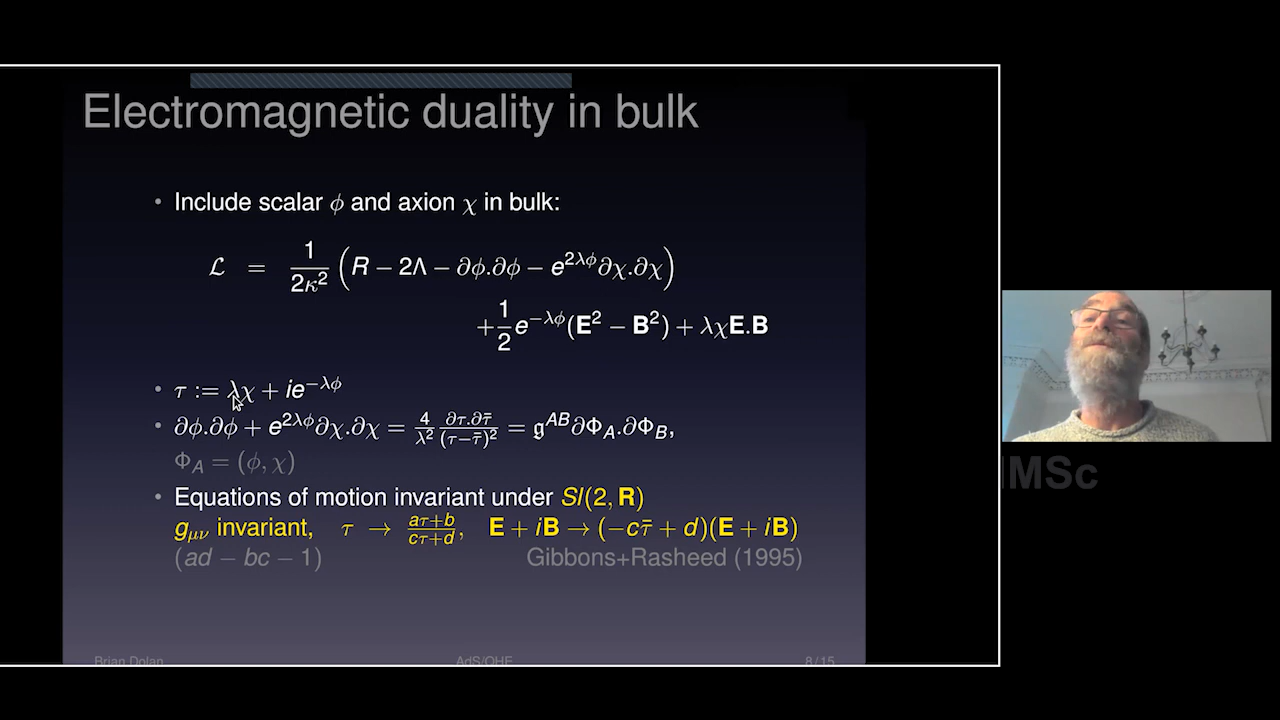 Electromagnetic duality in bulk
• Include scalar ϕ and axion χ in bulk:
ℒ = 1/(2κ²) (R − 2Λ − ∂ϕ.∂ϕ − e^{2λϕ}∂χ.∂χ)
+ 1/2 e^{−λϕ}(E² − B²) + λχE.B
• τ := λχ + ie^{−λϕ}
• ∂ϕ.∂ϕ + e^{2λϕ}∂χ.∂χ = 4/λ² ∂τ.∂τ̄/(τ−τ̄)² = 𝔤^{AB}∂Φ_A.∂Φ_B,
Φ_A = (ϕ, χ)
• Equations of motion invariant under Sl(2, R)
g_{μν} invariant, τ → (aτ+b)/(cτ+d), E + iB → (−cτ̄ + d)(E + iB)
(ad − bc − 1) Gibbons+Rasheed (1995)
Brian Dolan AdS/QHE 8 / 15
IMSc